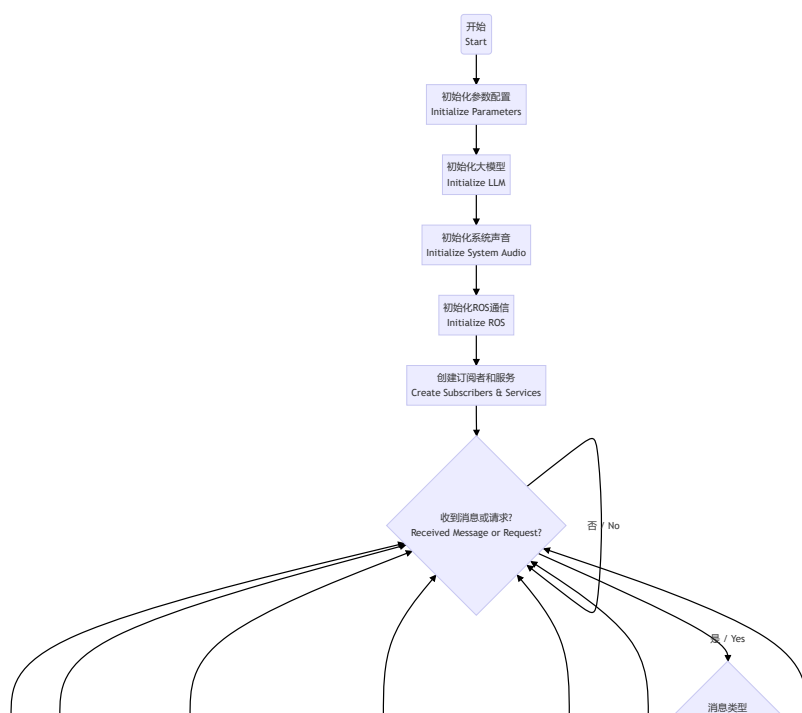 开始
Start
初始化参数配置
Initialize Parameters
初始化大模型
Initialize LLM
初始化系统声音
Initialize System Audio
初始化ROS通信
Initialize ROS
创建订阅者和服务
Create Subscribers & Services
收到消息或请求?
Received Message or Request?
否 / No
是 / Yes
消息类型